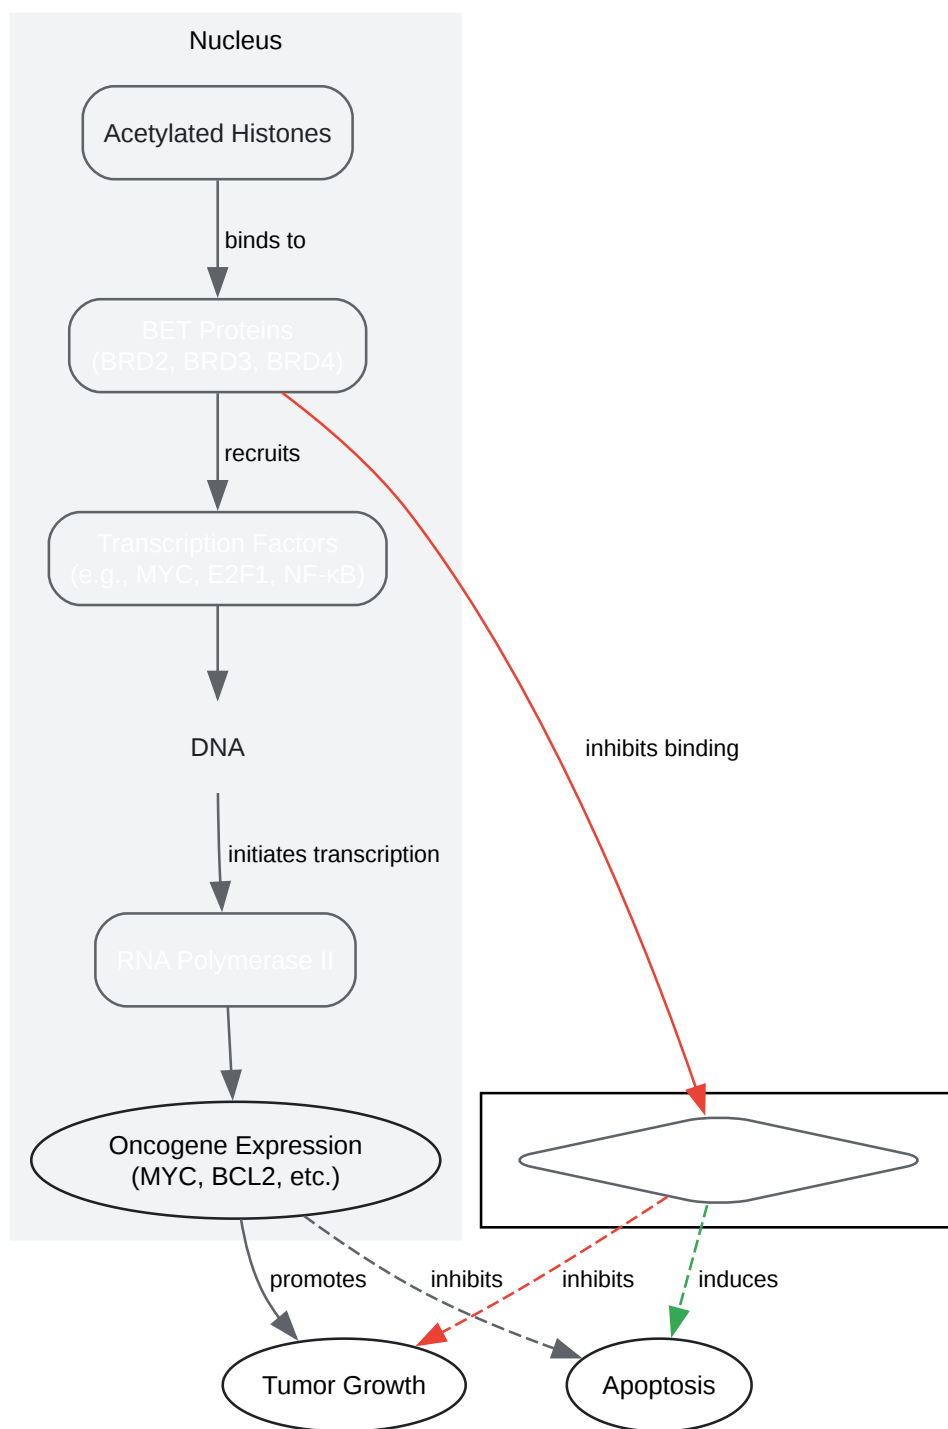 Nucleus
Acetylated Histones
binds to
BET Proteins
(BRD2, BRD3, BRD4)
recruits
Transcription Factors
(e.g., MYC, E2F1, NF-κB)
DNA
inhibits binding
initiates transcription
RNA Polymerase II
Oncogene Expression
(MYC, BCL2, etc.)
promotes
inhibits
inhibits
induces
Tumor Growth
Apoptosis